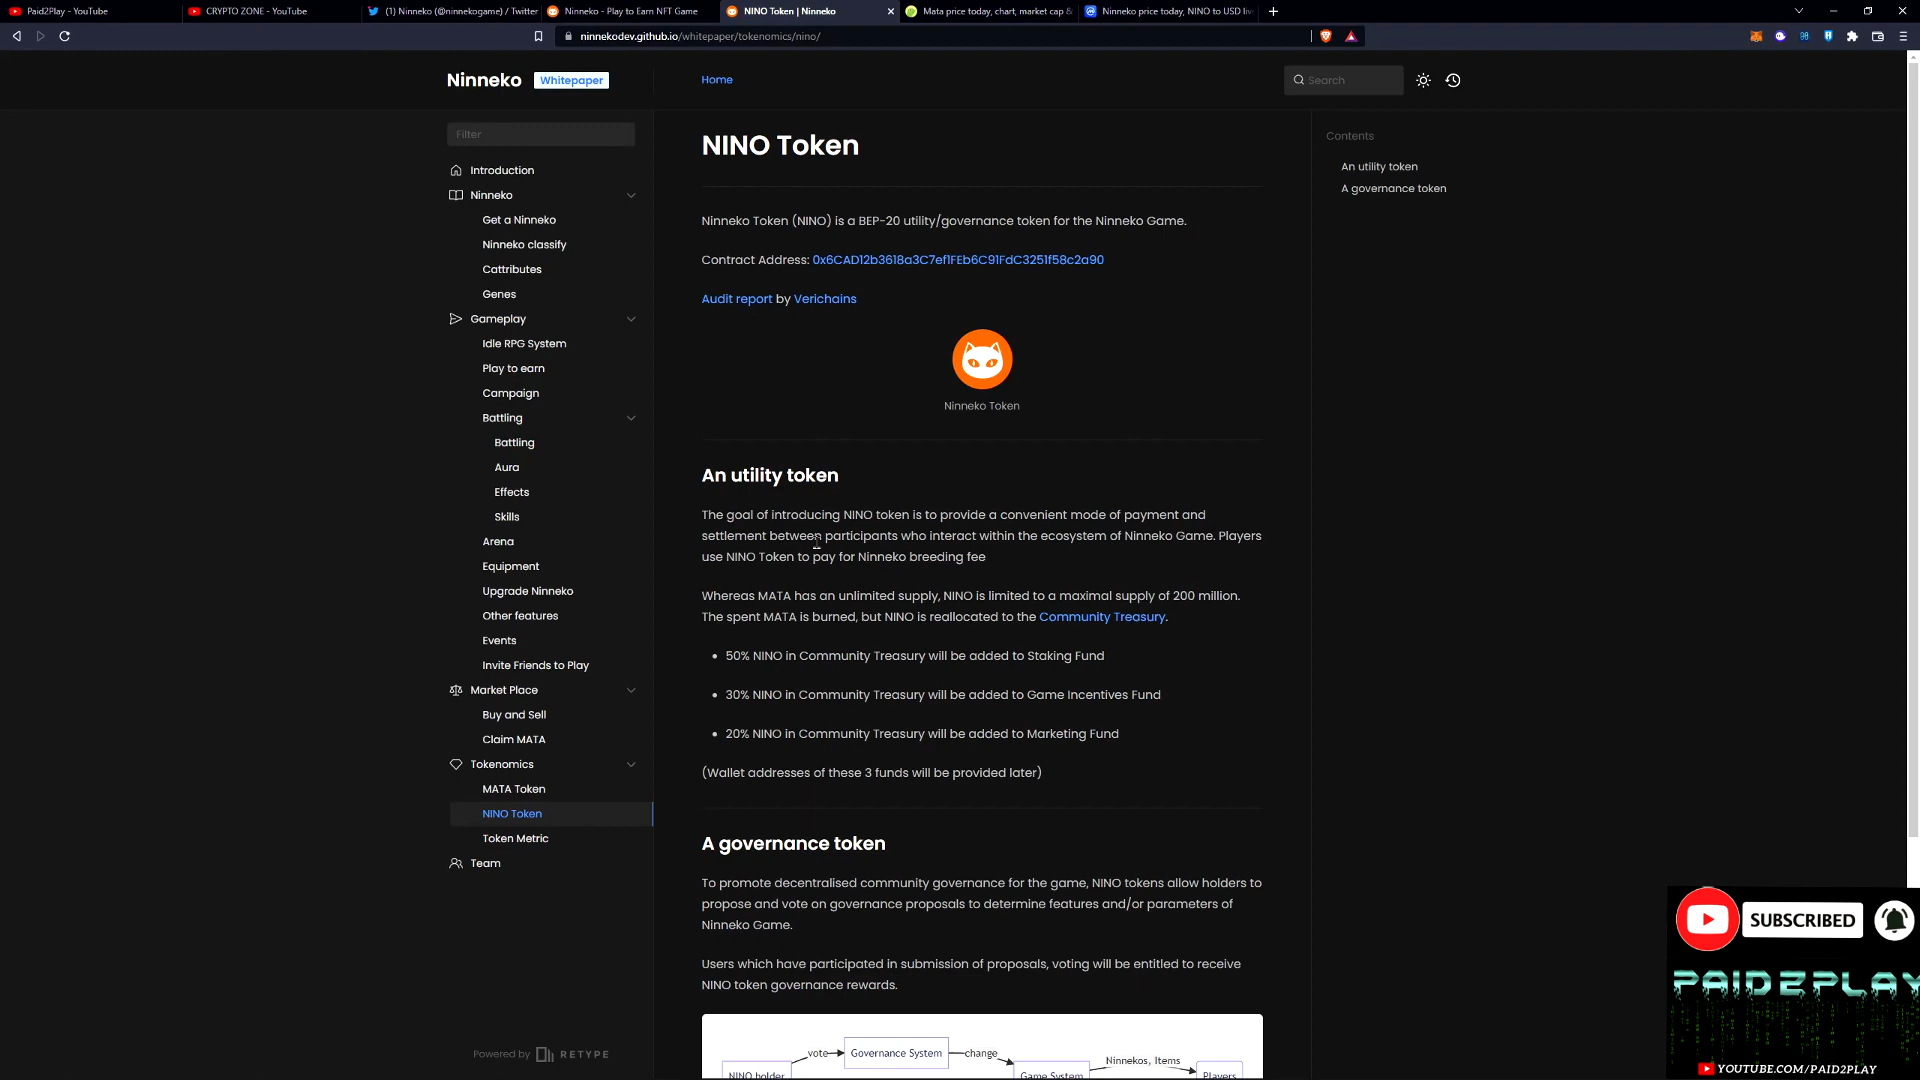 Paid2Play - YouTube
CRYPTO ZONE - YouTube
(1) Ninneko (@ninnekogame) / Twitter
Ninneko - Play to Earn NFT Game
NINO Token | Ninneko
Mata price today, chart, market cap &
Ninneko price today, NINO to USD liv
ninnekodev.github.io/whitepaper/tokenomics/nino/
Ninneko
Whitepaper
Home
Search
Filter
Introduction
Ninneko
Get a Ninneko
Ninneko classify
Cattributes
Genes
Gameplay
Idle RPG System
Play to earn
Campaign
Battling
Battling
Aura
Effects
Skills
Arena
Equipment
Upgrade Ninneko
Other features
Events
Invite Friends to Play
Market Place
Buy and Sell
Claim MATA
Tokenomics
MATA Token
NINO Token
Token Metric
Team
Powered by RETYPE
NINO Token
Ninneko Token (NINO) is a BEP-20 utility/governance token for the Ninneko Game.
Contract Address: 0x6CAD12b3618a3C7ef1FEb6C91FdC3251f58c2a90
Audit report by Verichains
Ninneko Token
An utility token
The goal of introducing NINO token is to provide a convenient mode of payment and
settlement between participants who interact within the ecosystem of Ninneko Game. Players
use NINO Token to pay for Ninneko breeding fee
Whereas MATA has an unlimited supply, NINO is limited to a maximal supply of 200 million.
The spent MATA is burned, but NINO is reallocated to the Community Treasury.
50% NINO in Community Treasury will be added to Staking Fund
30% NINO in Community Treasury will be added to Game Incentives Fund
20% NINO in Community Treasury will be added to Marketing Fund
(Wallet addresses of these 3 funds will be provided later)
A governance token
To promote decentralised community governance for the game, NINO tokens allow holders to
propose and vote on governance proposals to determine features and/or parameters of
Ninneko Game.
Users which have participated in submission of proposals, voting will be entitled to receive
NINO token governance rewards.
NINO holder
vote
Governance System
change
Game System
Ninnekos, Items
Players
Contents
An utility token
A governance token
SUBSCRIBED
PAID2PLAY
YOUTUBE.COM/PAID2PLAY